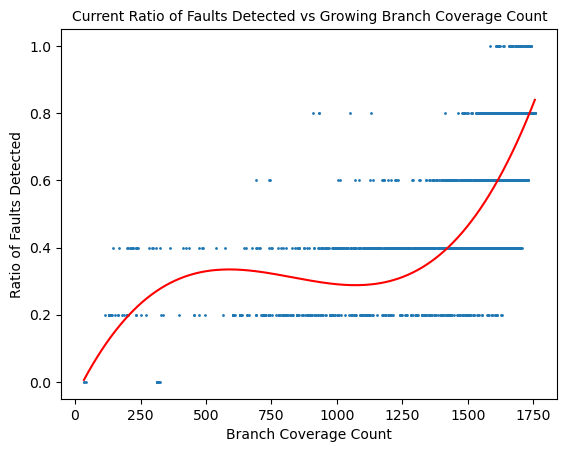 Current Ratio of Faults Detected vs Growing Branch Coverage Count
1.0
0.8
0.6
0.4
0.2
0.0
Ratio of Faults Detected
0 250 500 750 1000 1250 1500 1750
Branch Coverage Count